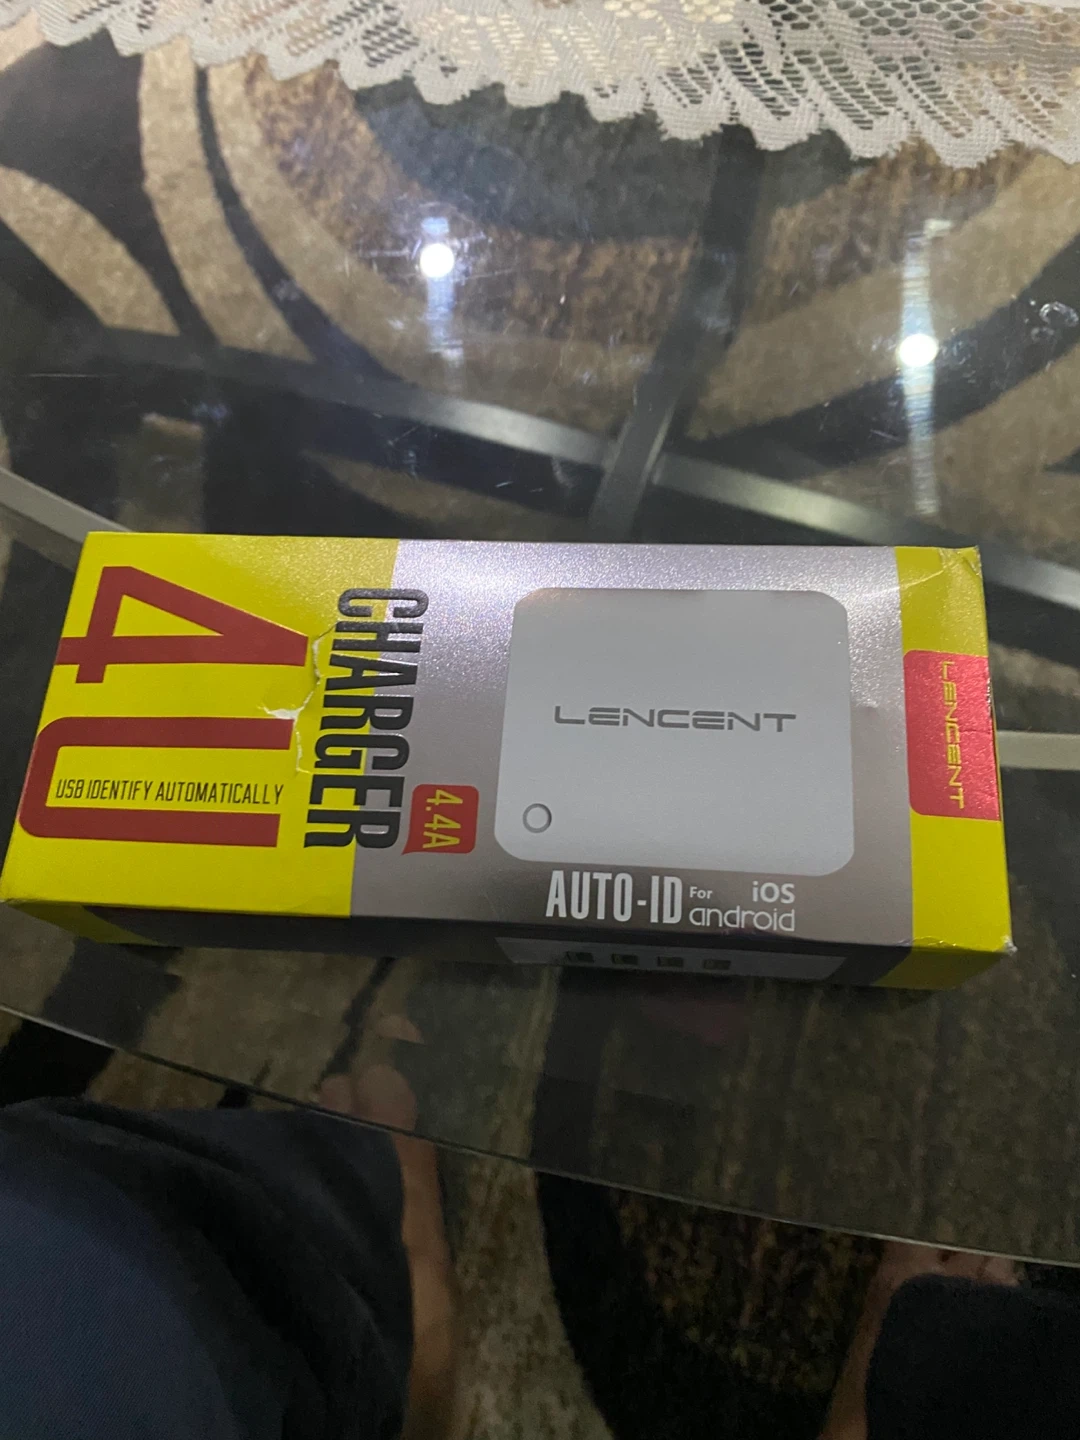 4U
USB IDENTIFY AUTOMATICALLY
CHARGER
4.4A
LENCENT
AUTO-ID For iOS
android
LENCENT